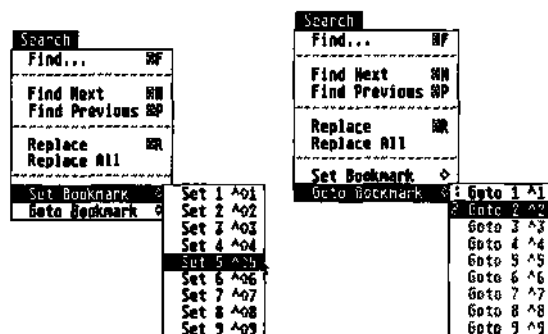 Search
Find... ⌘F
Find Next ⌘N
Find Previous ⌘P
Replace ⌘R
Replace All
Set Bookmark ◇
Goto Bookmark ◇
Set 1 ^◇1
Set 2 ^◇2
Set 3 ^◇3
Set 4 ^◇4
Set 5 ^◇5
Set 6 ^◇6
Set 7 ^◇7
Set 8 ^◇8
Set 9 ^◇9
Search
Find... ⌘F
Find Next ⌘N
Find Previous ⌘P
Replace ⌘R
Replace All
Set Bookmark ◇
Goto Bookmark ◇
Goto 1 ^1
Goto 2 ^2
Goto 3 ^3
Goto 4 ^4
Goto 5 ^5
Goto 6 ^6
Goto 7 ^7
Goto 8 ^8
Goto 9 ^9